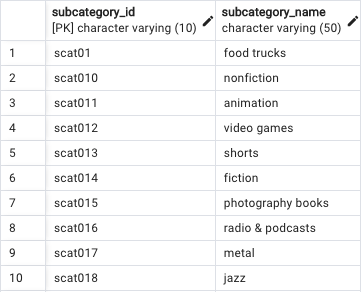 subcategory_id subcategory_name
[PK] character varying (10) character varying (50)
1 scat01 food trucks
2 scat010 nonfiction
3 scat011 animation
4 scat012 video games
5 scat013 shorts
6 scat014 fiction
7 scat015 photography books
8 scat016 radio & podcasts
9 scat017 metal
10 scat018 jazz